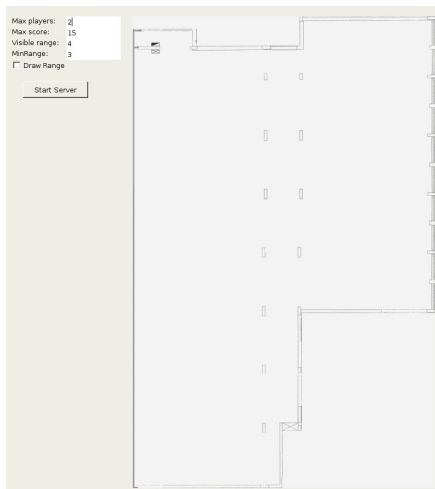 Max players: 2
Max score: 15
Visible range: 4
MinRange: 3
Draw Range
Start Server